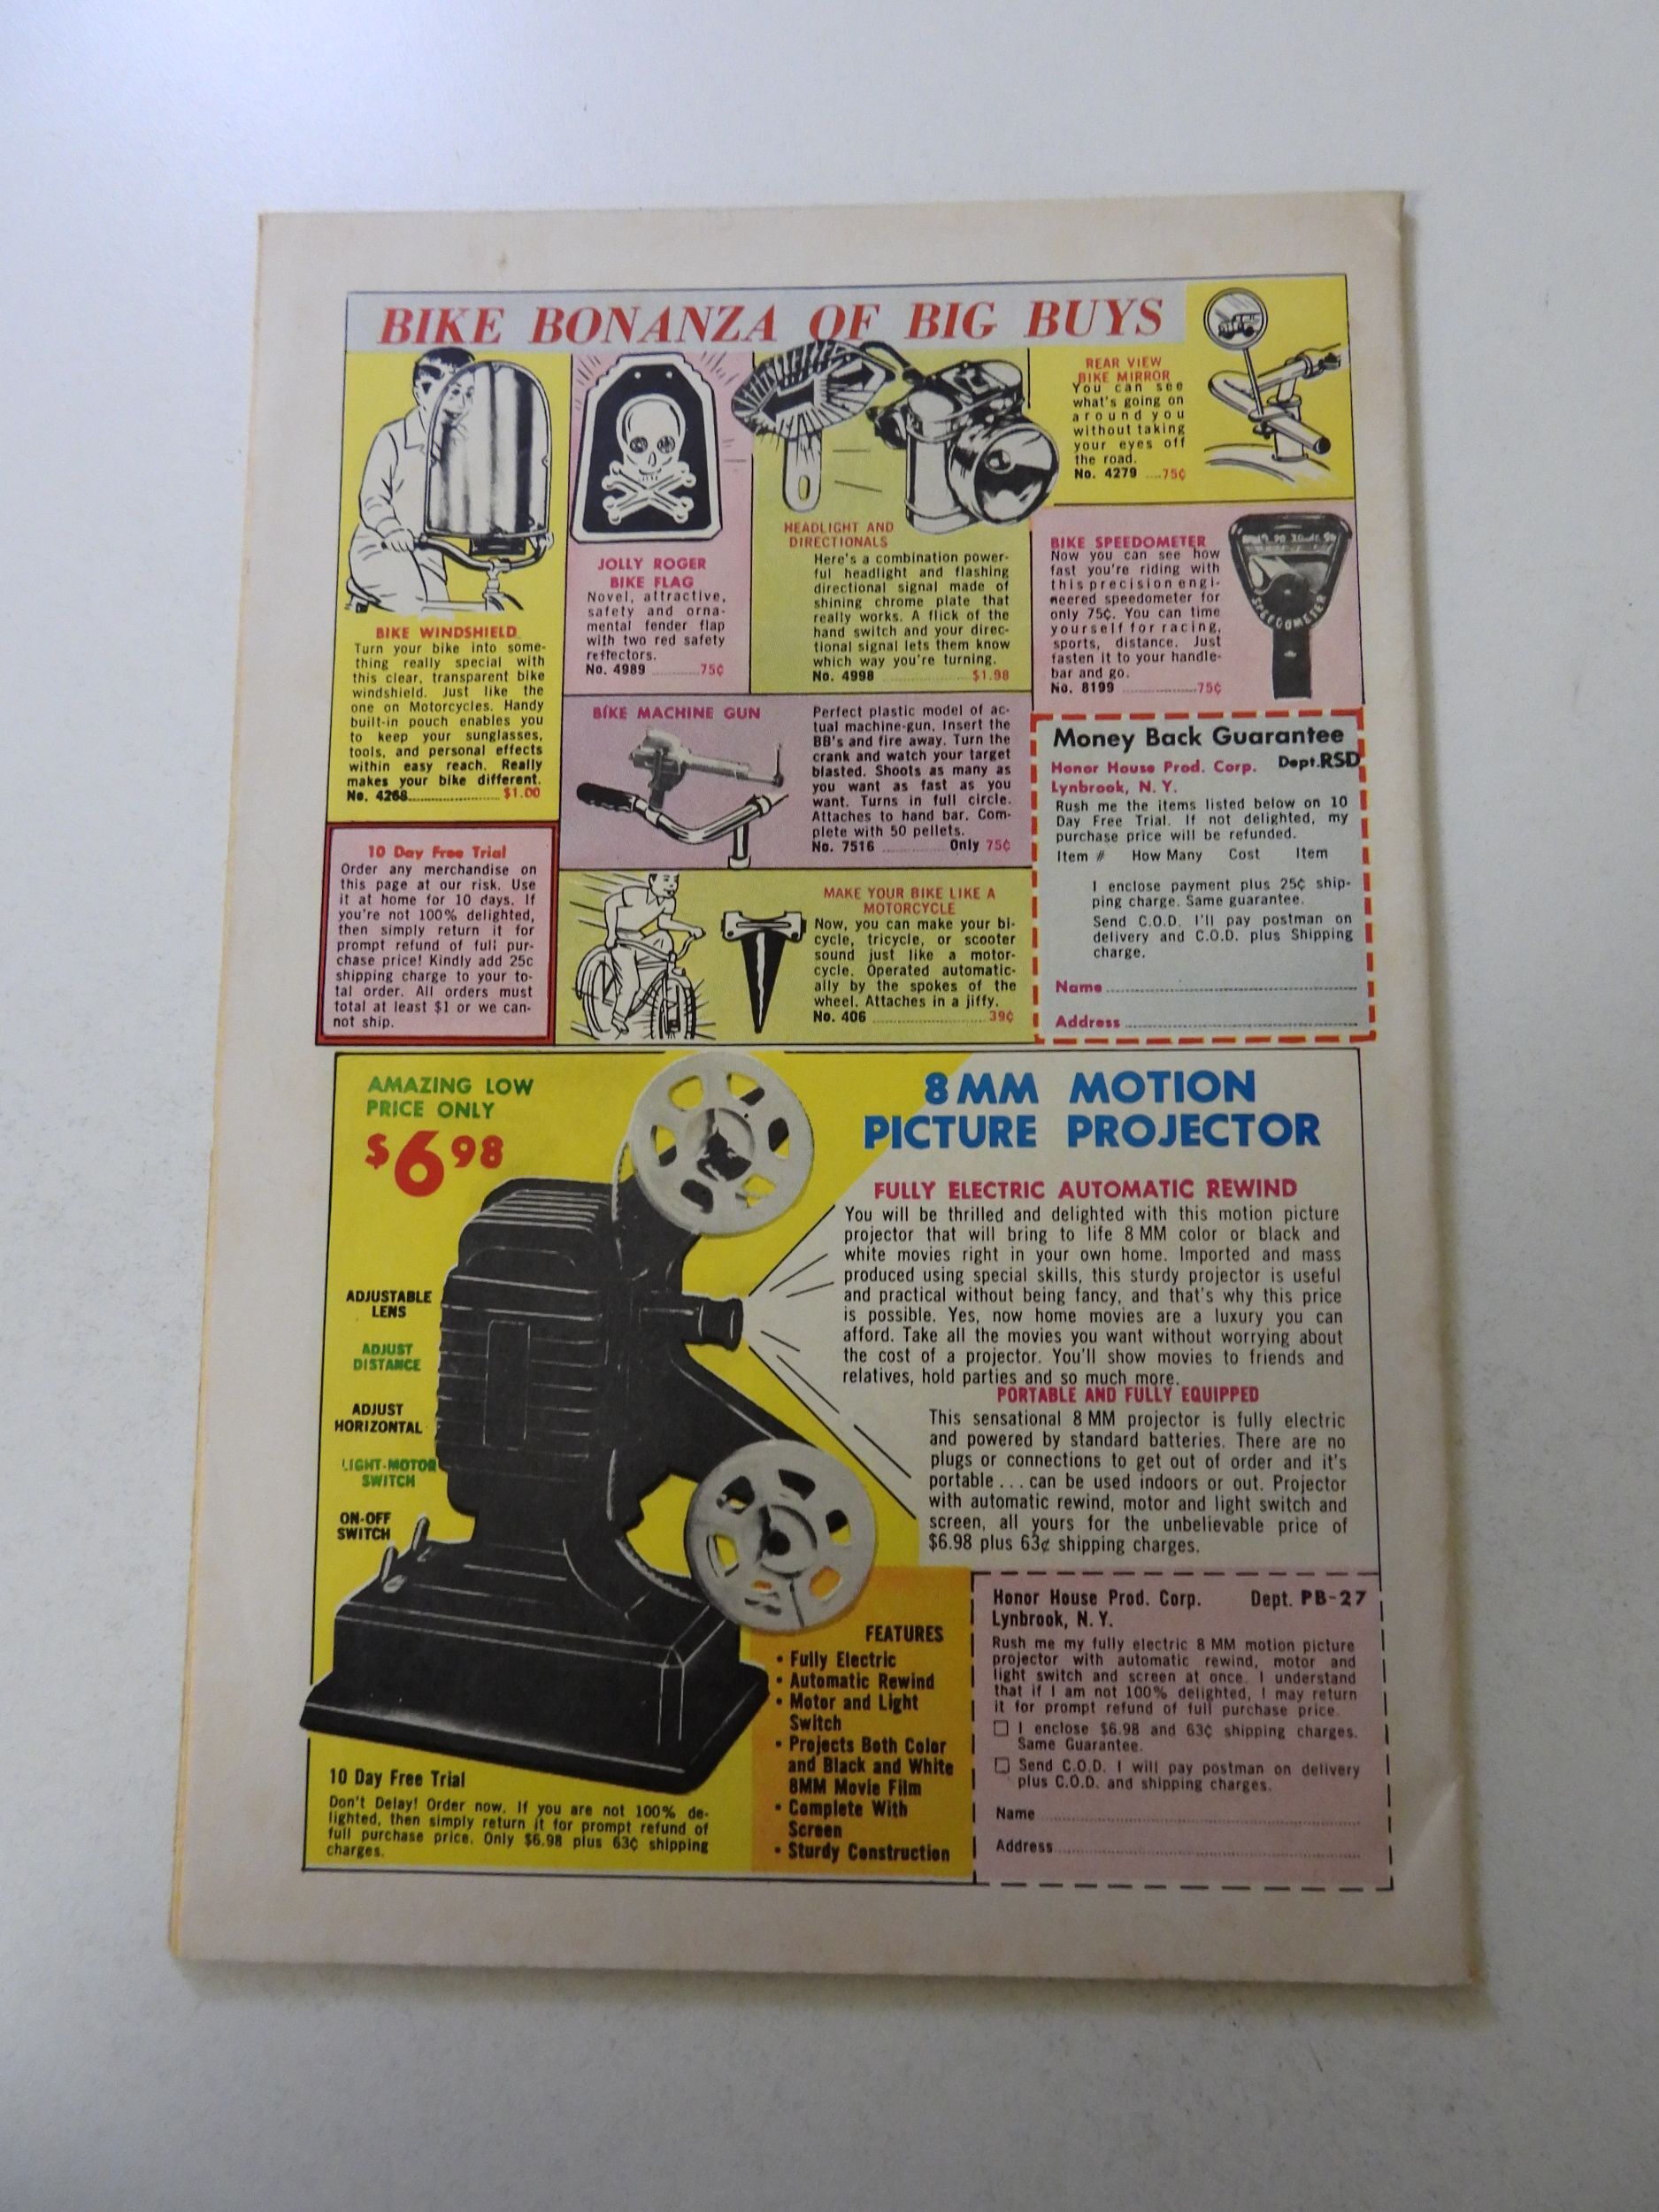 BIKE BONANZA OF BIG BUYS
BIKE WINDSHIELD
Turn your bike into some-
thing really special with
this clear, transparent bike
windshield. Just like the
one on Motorcycles. Handy
built-in pouch enables you
to keep your sunglasses,
tools, and personal effects
within easy reach. Really
makes your bike different.
No. 4268..................$1.00
JOLLY ROGER
BIKE FLAG
Novel, attractive,
safety and orna-
mental fender flap
with two red safety
reflectors.
No. 4989 ..........75¢
HEADLIGHT AND
DIRECTIONALS
Here's a combination power-
ful headlight and flashing
directional signal made of
shining chrome plate that
really works. A flick of the
hand switch and your direc-
tional signal lets them know
which way you're turning.
No. 4998 ..................$1.98
REAR VIEW
BIKE MIRROR
You can see
what's going on
around you
without taking
your eyes off
the road.
No. 4279 ....75¢
BIKE SPEEDOMETER
Now you can see how
fast you're riding with
this precision engi-
neered speedometer for
only 75¢. You can time
yourself for racing,
sports, distance. Just
fasten it to your handle-
bar and go.
No. 8199 ................75¢
SPEEDOMETER
BIKE MACHINE GUN
Perfect plastic model of ac-
tual machine-gun. Insert the
BB's and fire away. Turn the
crank and watch your target
blasted. Shoots as many as
you want as fast as you
want. Turns in full circle.
Attaches to hand bar. Com-
plete with 50 pellets.
No. 7516 .............. Only 75¢
10 Day Free Trial
Order any merchandise on
this page at our risk. Use
it at home for 10 days. If
you're not 100% delighted,
then simply return it for
prompt refund of full pur-
chase price! Kindly add 25c
shipping charge to your to-
tal order. All orders must
total at least $1 or we can-
not ship.
MAKE YOUR BIKE LIKE A
MOTORCYCLE
Now, you can make your bi-
cycle, tricycle, or scooter
sound just like a motor-
cycle. Operated automatic-
ally by the spokes of the
wheel. Attaches in a jiffy.
No. 406 ........................39¢
Money Back Guarantee
Honor House Prod. Corp. Dept.RSD
Lynbrook, N. Y.
Rush me the items listed below on 10
Day Free Trial. If not delighted, my
purchase price will be refunded.
Item # How Many Cost Item
I enclose payment plus 25¢ ship-
ping charge. Same guarantee.
Send C.O.D. I'll pay postman on
delivery and C.O.D. plus Shipping
charge.
Name
Address
AMAZING LOW
PRICE ONLY
$6.98
8MM MOTION
PICTURE PROJECTOR
FULLY ELECTRIC AUTOMATIC REWIND
You will be thrilled and delighted with this motion picture
projector that will bring to life 8 MM color or black and
white movies right in your own home. Imported and mass
produced using special skills, this sturdy projector is useful
and practical without being fancy, and that's why this price
is possible. Yes, now home movies are a luxury you can
afford. Take all the movies you want without worrying about
the cost of a projector. You'll show movies to friends and
relatives, hold parties and so much more.
PORTABLE AND FULLY EQUIPPED
This sensational 8 MM projector is fully electric
and powered by standard batteries. There are no
plugs or connections to get out of order and it's
portable . . . can be used indoors or out. Projector
with automatic rewind, motor and light switch and
screen, all yours for the unbelievable price of
$6.98 plus 63¢ shipping charges.
ADJUSTABLE
LENS
ADJUST
DISTANCE
ADJUST
HORIZONTAL
LIGHT-MOTOR
SWITCH
ON-OFF
SWITCH
10 Day Free Trial
Don't Delay! Order now. If you are not 100% de-
lighted, then simply return it for prompt refund of
full purchase price. Only $6.98 plus 63¢ shipping
charges.
FEATURES
• Fully Electric
• Automatic Rewind
• Motor and Light
Switch
• Projects Both Color
and Black and White
8MM Movie Film
• Complete With
Screen
• Sturdy Construction
Honor House Prod. Corp. Dept. PB-27
Lynbrook, N. Y.
Rush me my fully electric 8 MM motion picture
projector with automatic rewind, motor and
light switch and screen at once. I understand
that if I am not 100% delighted, I may return
it for prompt refund of full purchase price.
☐ I enclose $6.98 and 63¢ shipping charges.
Same Guarantee.
☐ Send C.O.D. I will pay postman on delivery
plus C.O.D. and shipping charges.
Name
Address